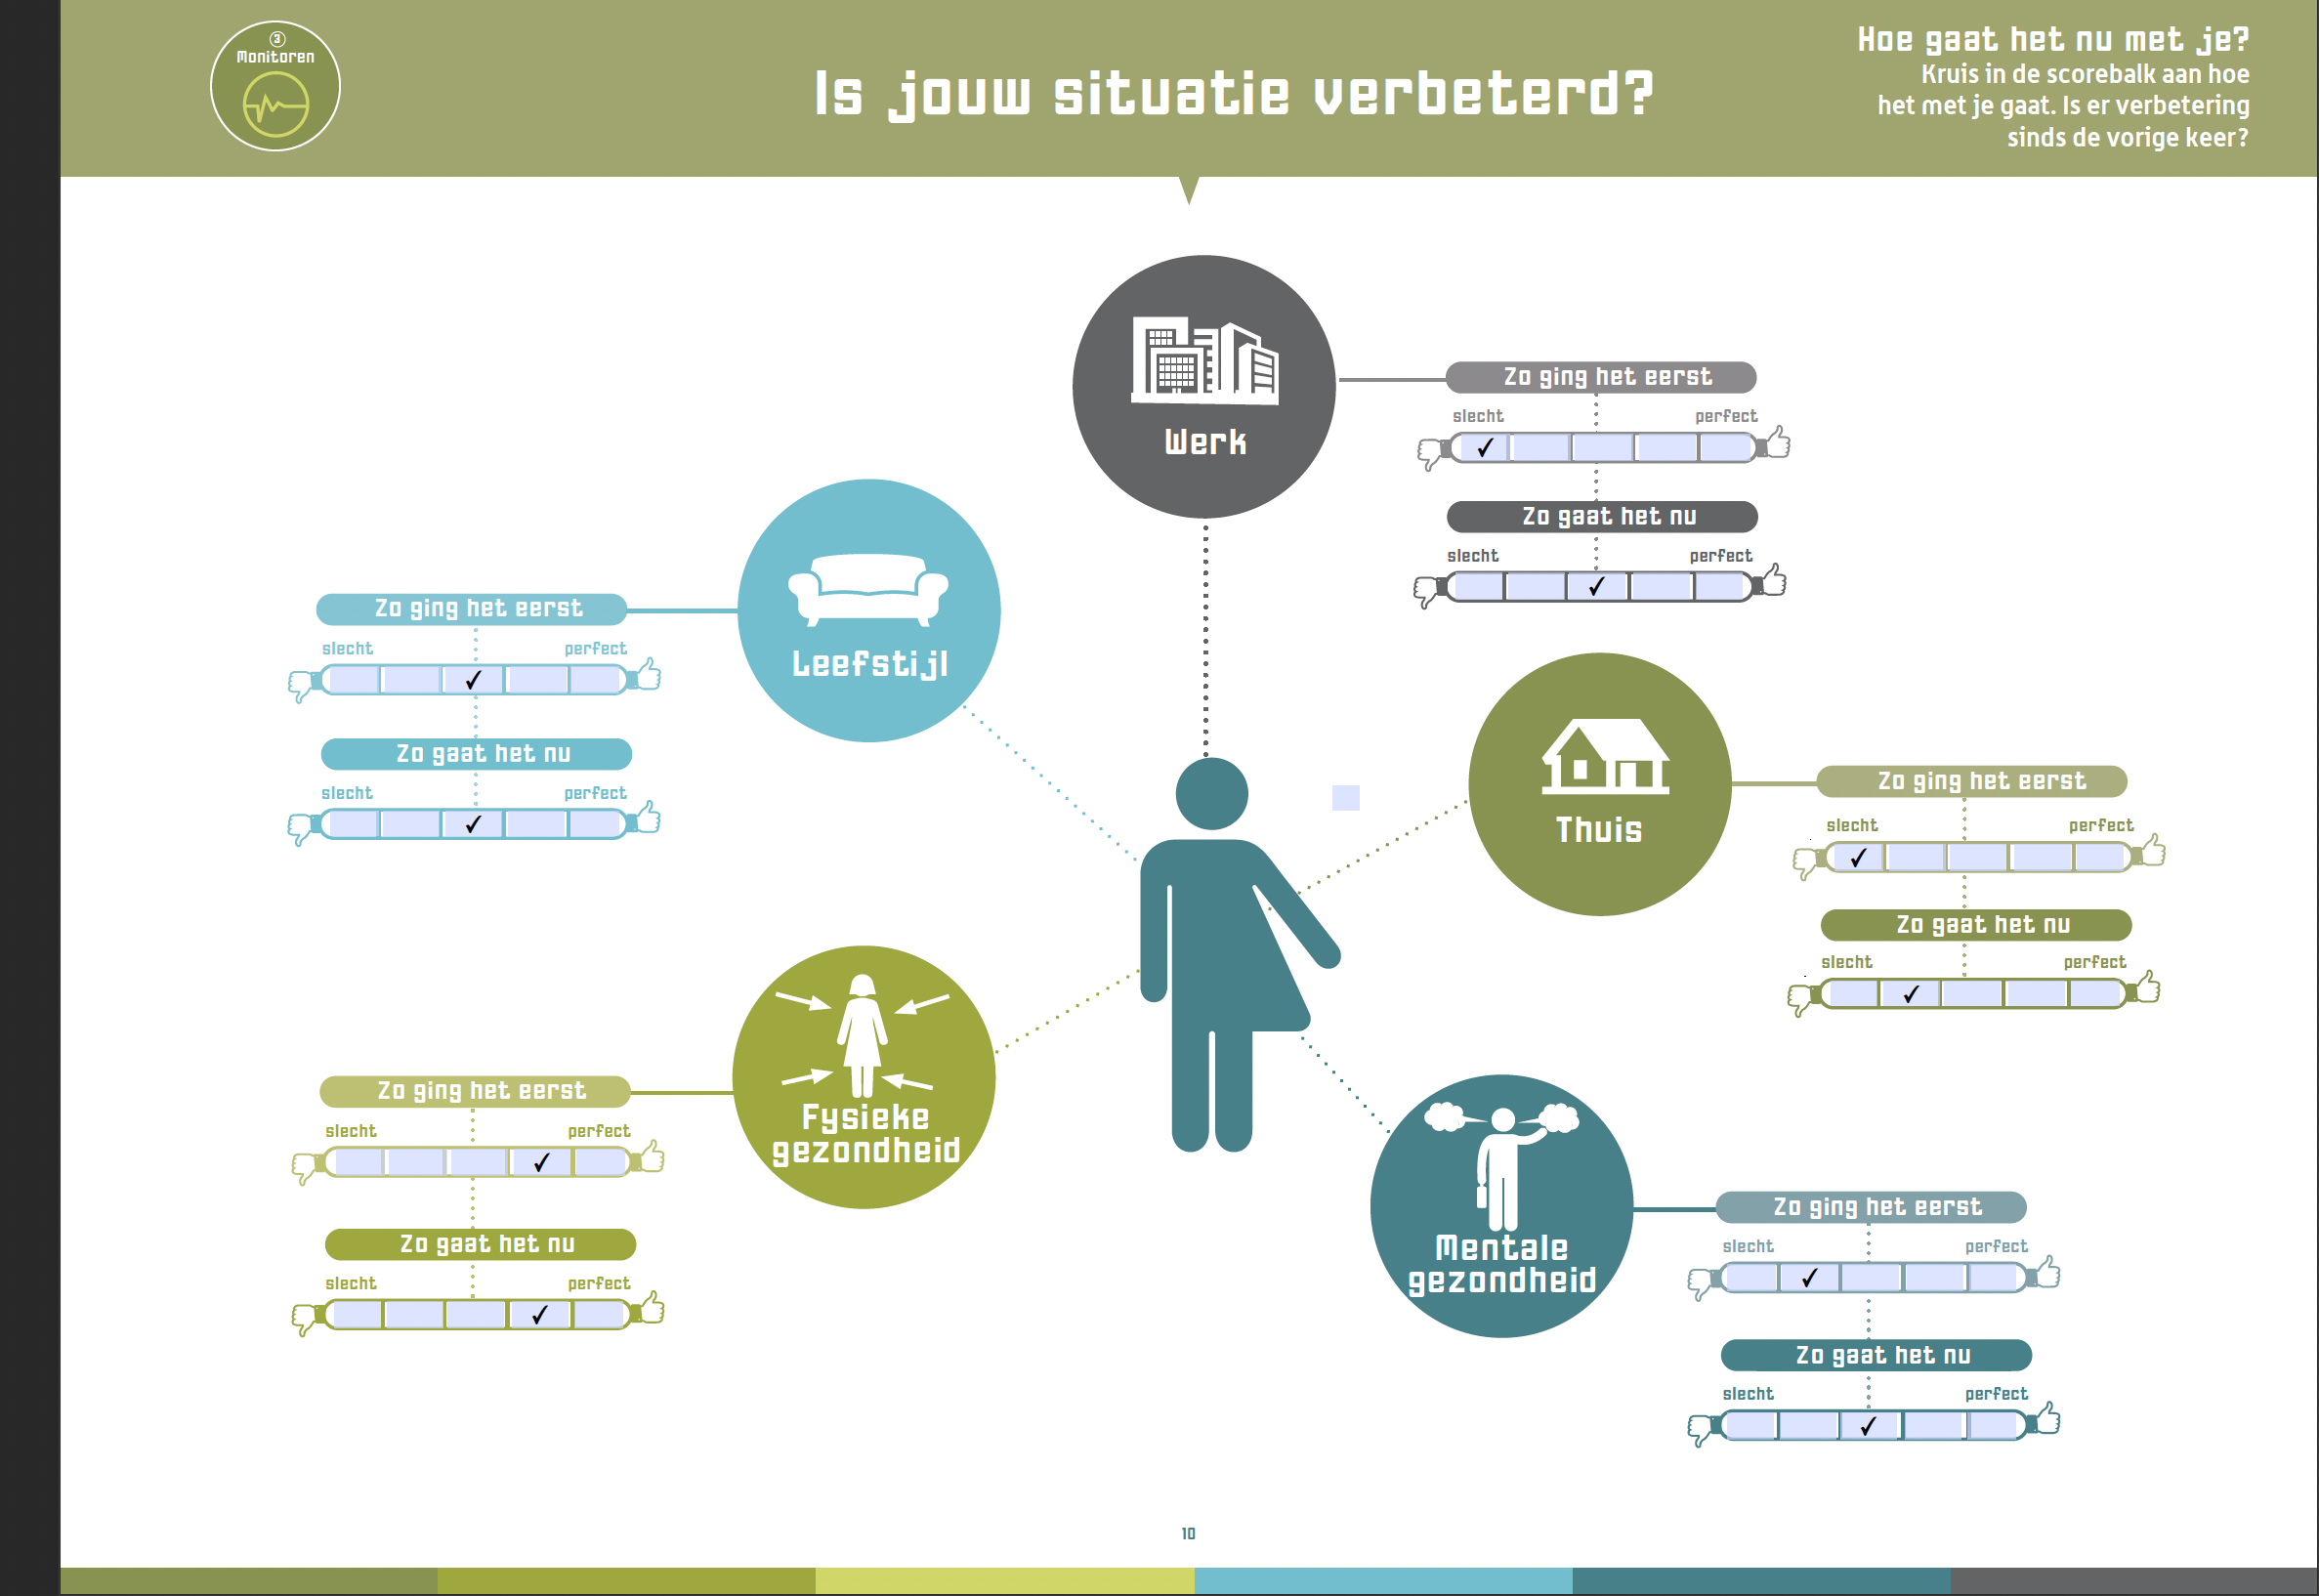 3
Monitoren
Is jouw situatie verbeterd?
Hoe gaat het nu met je?
Kruis in de scorebalk aan hoe
het met je gaat. Is er verbetering
sinds de vorige keer?
Werk
Zo ging het eerst
slecht perfect
✓
Zo gaat het nu
slecht perfect
✓
Leefstijl
Zo ging het eerst
slecht perfect
✓
Zo gaat het nu
slecht perfect
✓
Thuis
Zo ging het eerst
slecht perfect
✓
Zo gaat het nu
slecht perfect
✓
Fysieke
gezondheid
Zo ging het eerst
slecht perfect
✓
Zo gaat het nu
slecht perfect
✓
Mentale
gezondheid
Zo ging het eerst
slecht perfect
✓
Zo gaat het nu
slecht perfect
✓
10